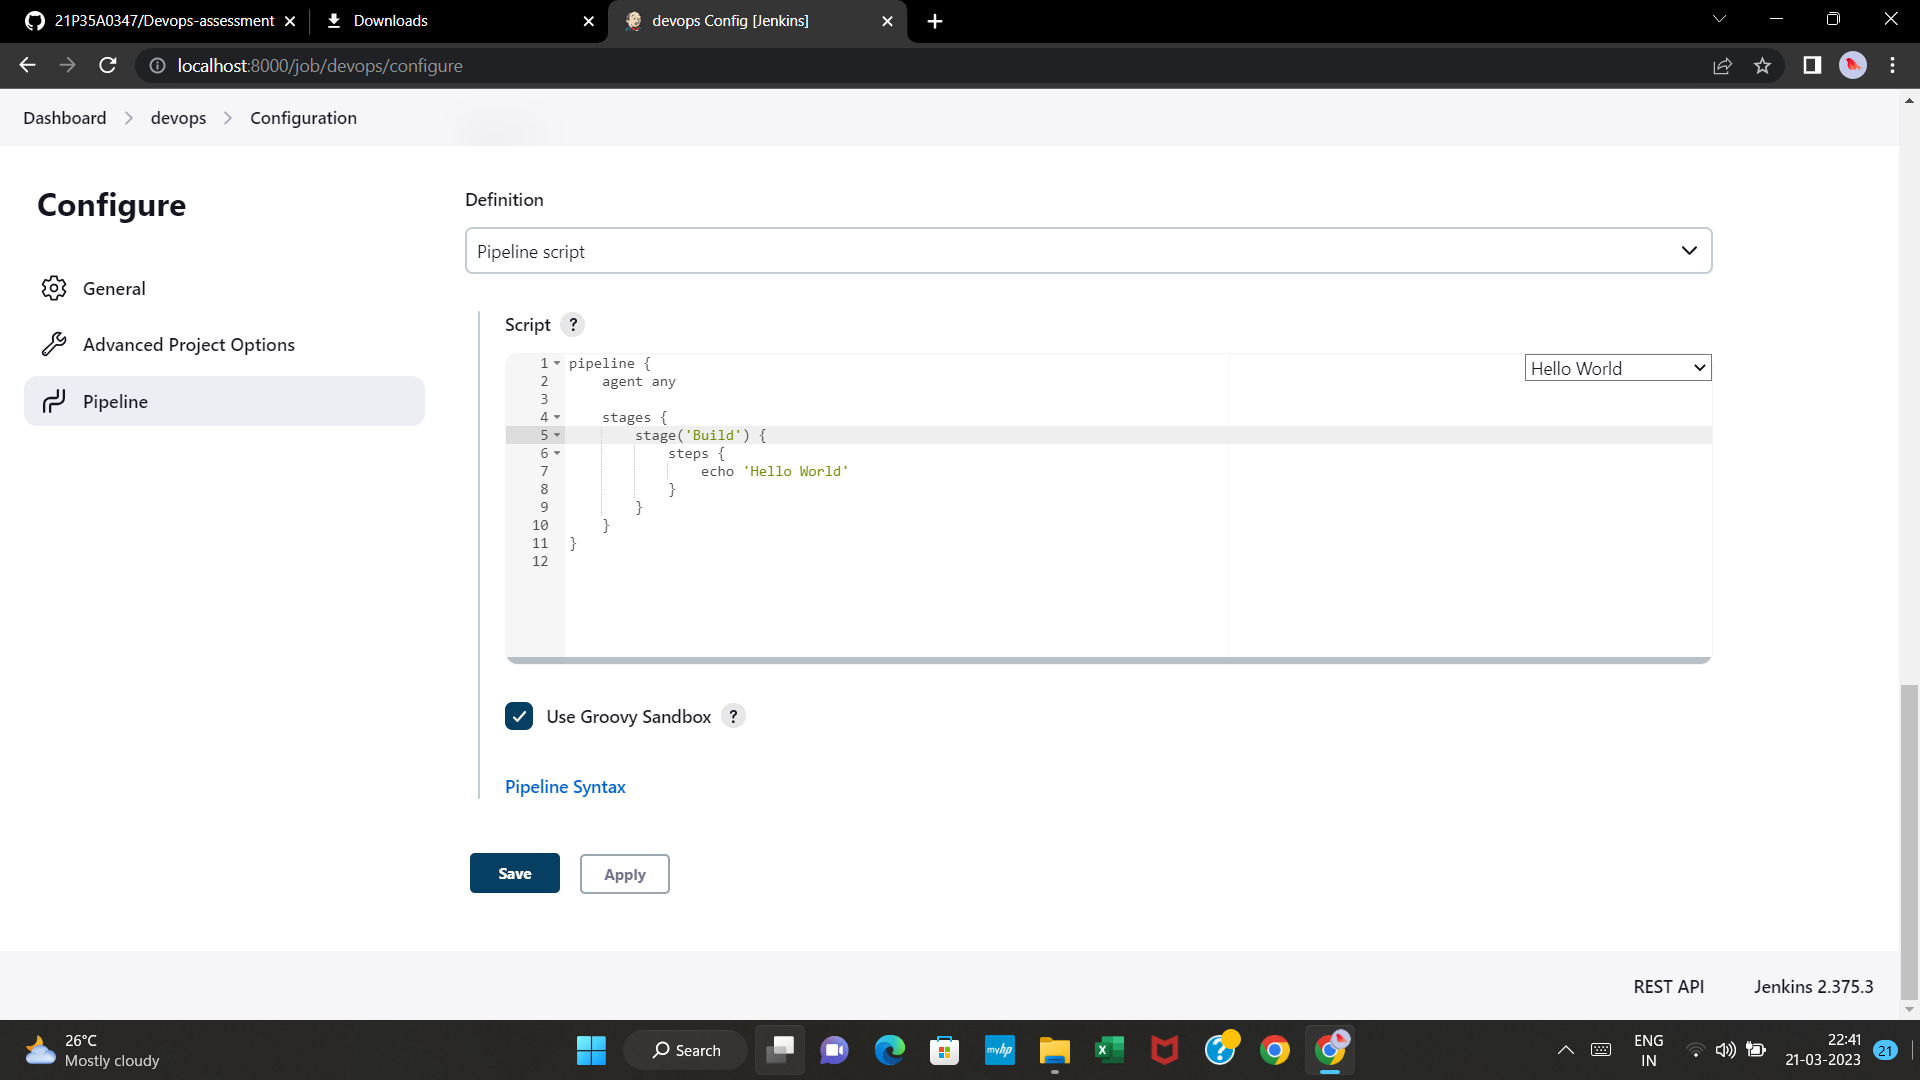 21P35A0347/Devops-assessment
Downloads
devops Config [Jenkins]
localhost:8000/job/devops/configure
Dashboard
devops
Configuration
Configure
General
Advanced Project Options
Pipeline
Definition
Pipeline script
Script ?
Hello World
1 pipeline {
2     agent any
3
4     stages {
5         stage('Build') {
6             steps {
7                 echo 'Hello World'
8             }
9         }
10     }
11 }
12
Use Groovy Sandbox ?
Pipeline Syntax
Save
Apply
REST API
Jenkins 2.375.3
26°C
Mostly cloudy
Search
myhp
ENG
IN
22:41
21-03-2023
21